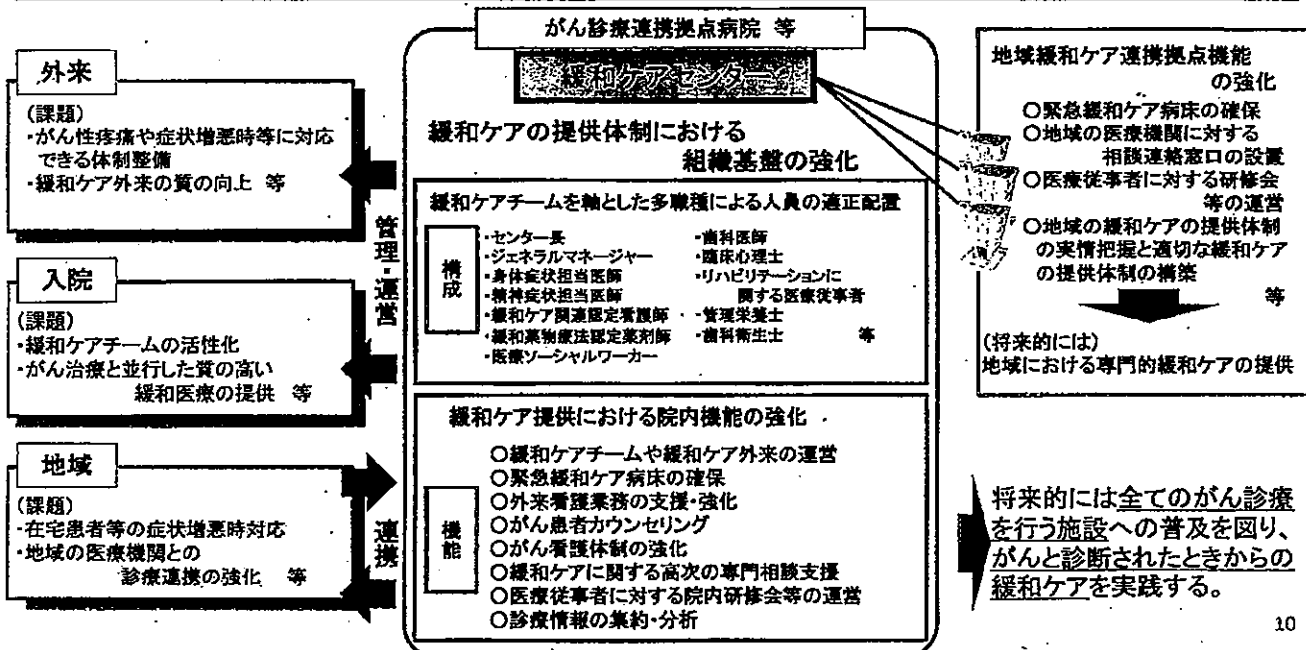 がん診療連携拠点病院 等
緩和ケアセンター
緩和ケアの提供体制における
組織基盤の強化
緩和ケアチームを軸とした多職種による人員の適正配置
構成
・センター長
・ジェネラルマネージャー
・身体症状担当医師
・精神症状担当医師
・緩和ケア関連認定看護師
・緩和薬物療法認定薬剤師
・医療ソーシャルワーカー
・歯科医師
・臨床心理士
・リハビリテーションに
関する医療従事者
・管理栄養士
・歯科衛生士 等
緩和ケア提供における院内機能の強化
機能
○緩和ケアチームや緩和ケア外来の運営
○緊急緩和ケア病床の確保
○外来看護業務の支援・強化
○がん患者カウンセリング
○がん看護体制の強化
○緩和ケアに関する高次の専門相談支援
○医療従事者に対する院内研修会等の運営
○診療情報の集約・分析
外来
(課題)
・がん性疼痛や症状増悪時等に対応
できる体制整備
・緩和ケア外来の質の向上 等
入院
(課題)
・緩和ケアチームの活性化
・がん治療と並行した質の高い
緩和医療の提供 等
地域
(課題)
・在宅患者等の症状増悪時対応
・地域の医療機関との
診療連携の強化 等
管理・運営
連携
地域緩和ケア連携拠点機能
の強化
○緊急緩和ケア病床の確保
○地域の医療機関に対する
相談連絡窓口の設置
○医療従事者に対する研修会
等の運営
○地域の緩和ケアの提供体制
の実情把握と適切な緩和ケア
の提供体制の構築
等
(将来的には)
地域における専門的緩和ケアの提供
将来的には全てのがん診療
を行う施設への普及を図り、
がんと診断されたときからの
緩和ケアを実践する。
10